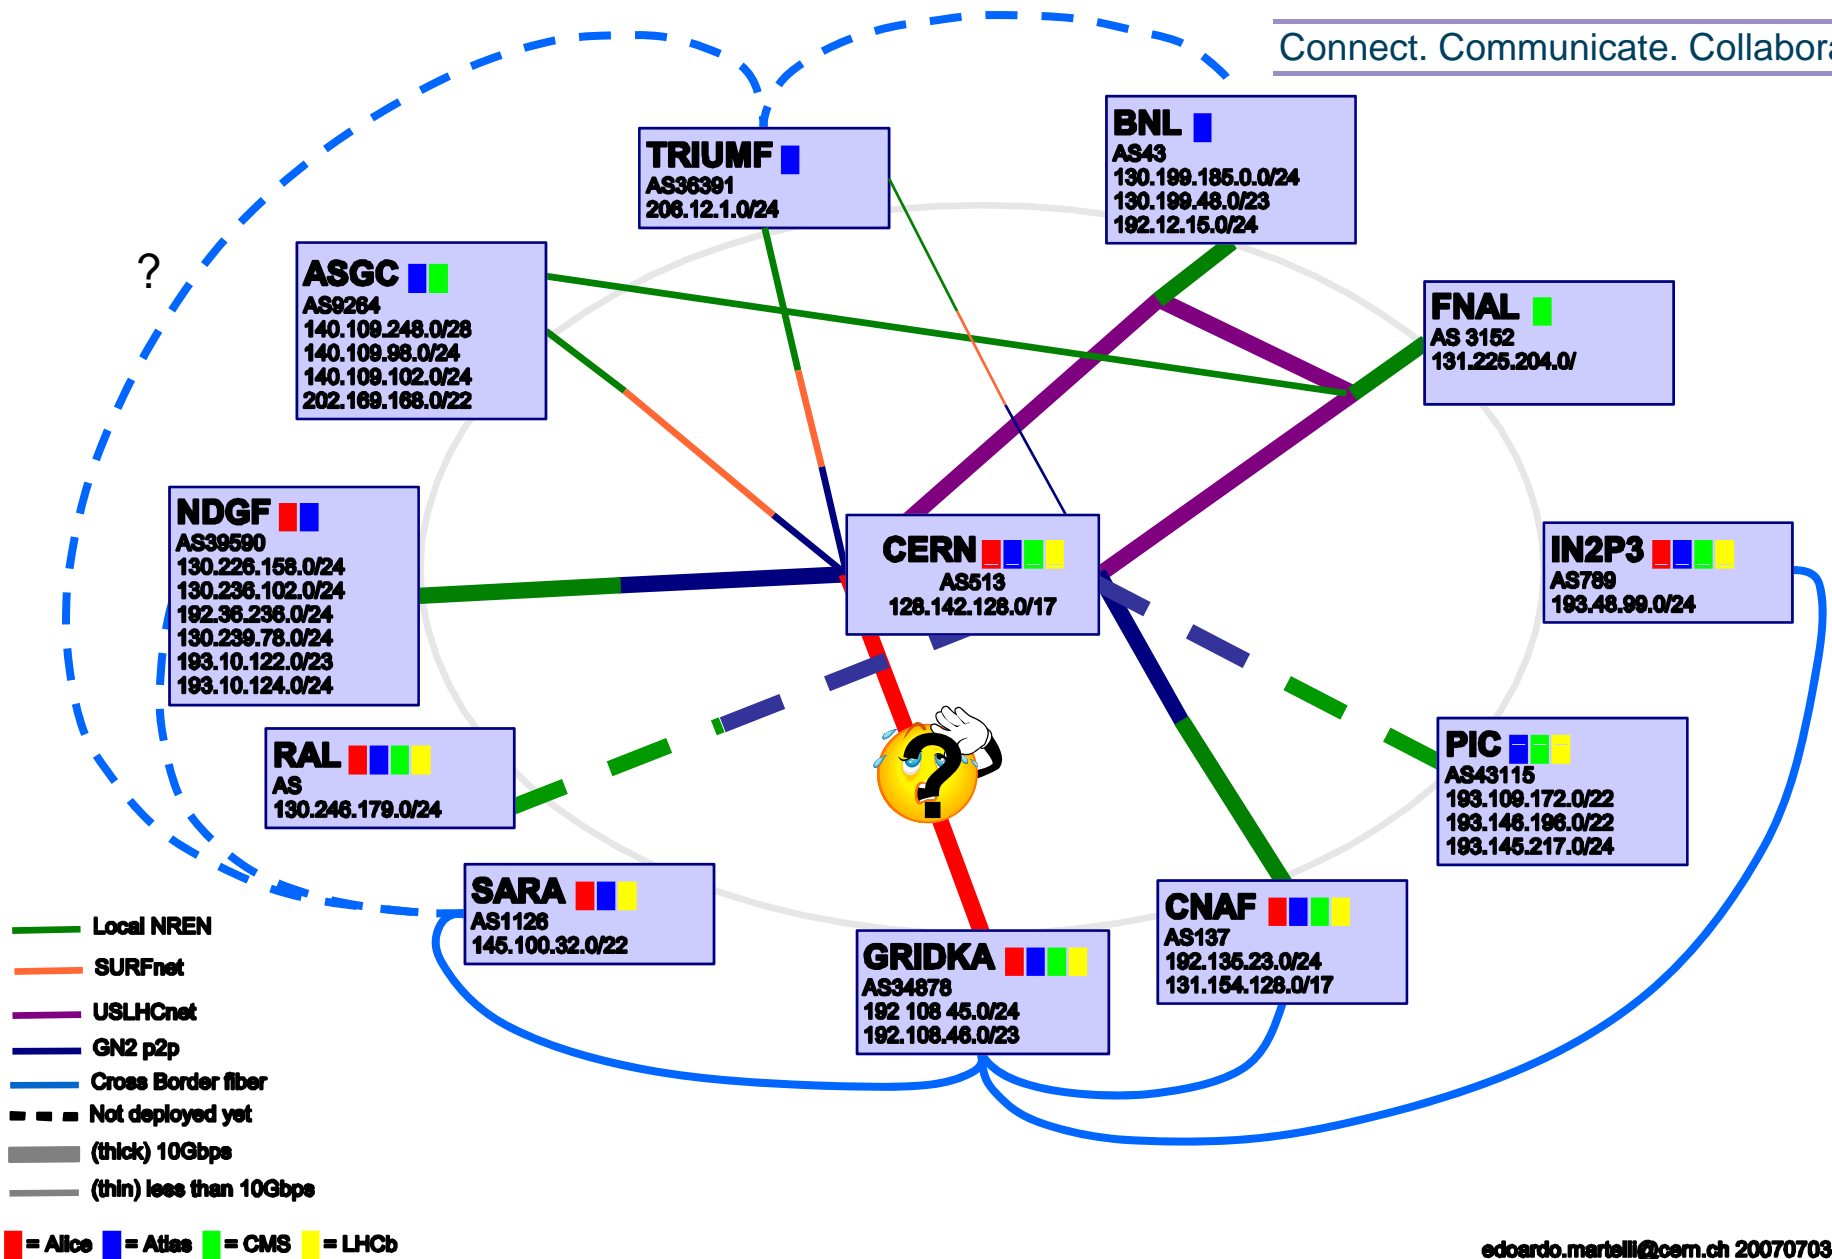 Connect. Communicate. Collabora
TRIUMF
AS36391
206.12.1.0/24
BNL
AS43
130.199.185.0.0/24
130.199.48.0/23
192.12.15.0/24
?
ASGC
AS9264
140.109.248.0/28
140.109.98.0/24
140.109.102.0/24
202.169.168.0/22
FNAL
AS 3152
131.225.204.0/
NDGF
AS39590
130.226.158.0/24
130.236.102.0/24
192.36.236.0/24
130.239.78.0/24
193.10.122.0/23
193.10.124.0/24
CERN
AS513
128.142.128.0/17
IN2P3
AS789
193.48.99.0/24
RAL
AS
130.246.179.0/24
?
PIC
AS43115
193.109.172.0/22
193.146.196.0/22
193.145.217.0/24
SARA
AS1126
145.100.32.0/22
GRIDKA
AS34878
192 108 45.0/24
192.108.46.0/23
CNAF
AS137
192.135.23.0/24
131.154.128.0/17
Local NREN
SURFnet
USLHCnet
GN2 p2p
Cross Border fiber
Not deployed yet
(thick) 10Gbps
(thin) less than 10Gbps
= Alice = Atlas = CMS = LHCb
edoardo.martelli@cern.ch 20070703